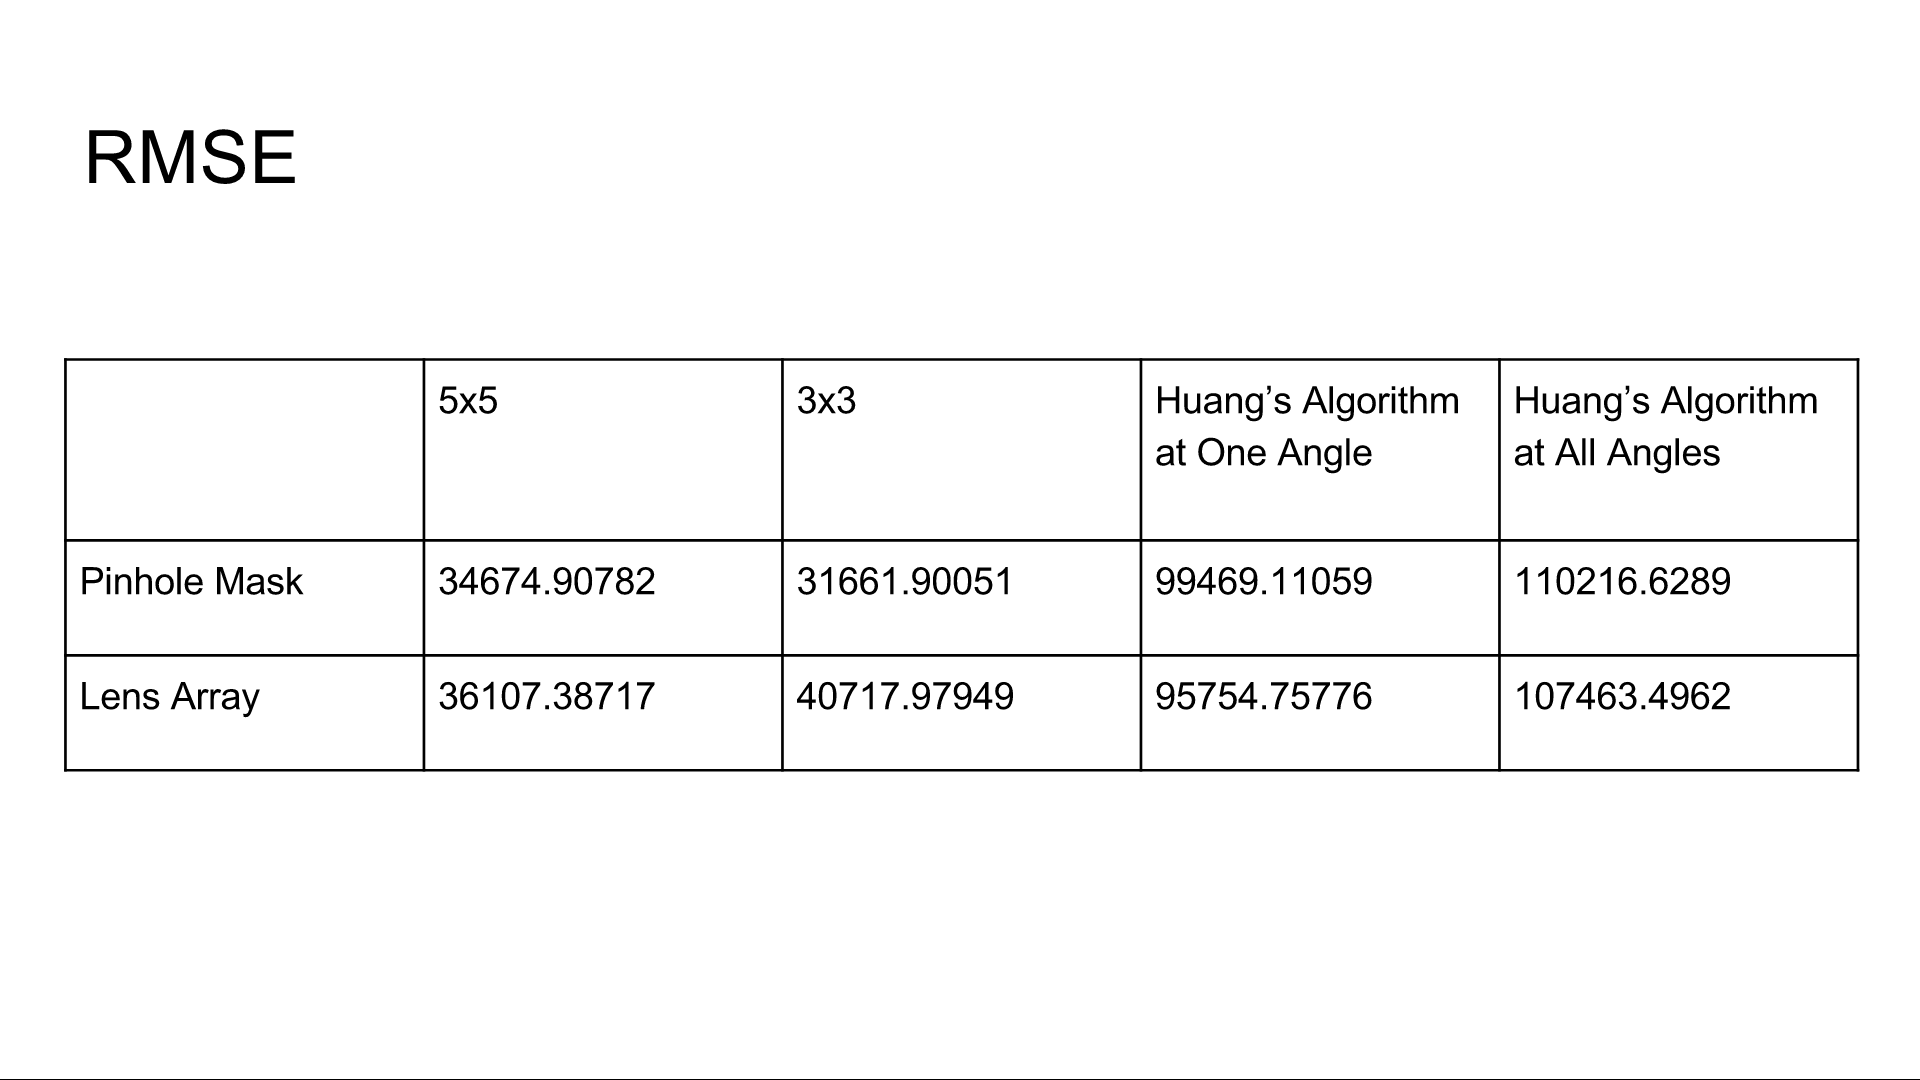 RMSE
5x5
3x3
Huang’s Algorithm
at One Angle
Huang’s Algorithm
at All Angles
Pinhole Mask
34674.90782
31661.90051
99469.11059
110216.6289
Lens Array
36107.38717
40717.97949
95754.75776
107463.4962